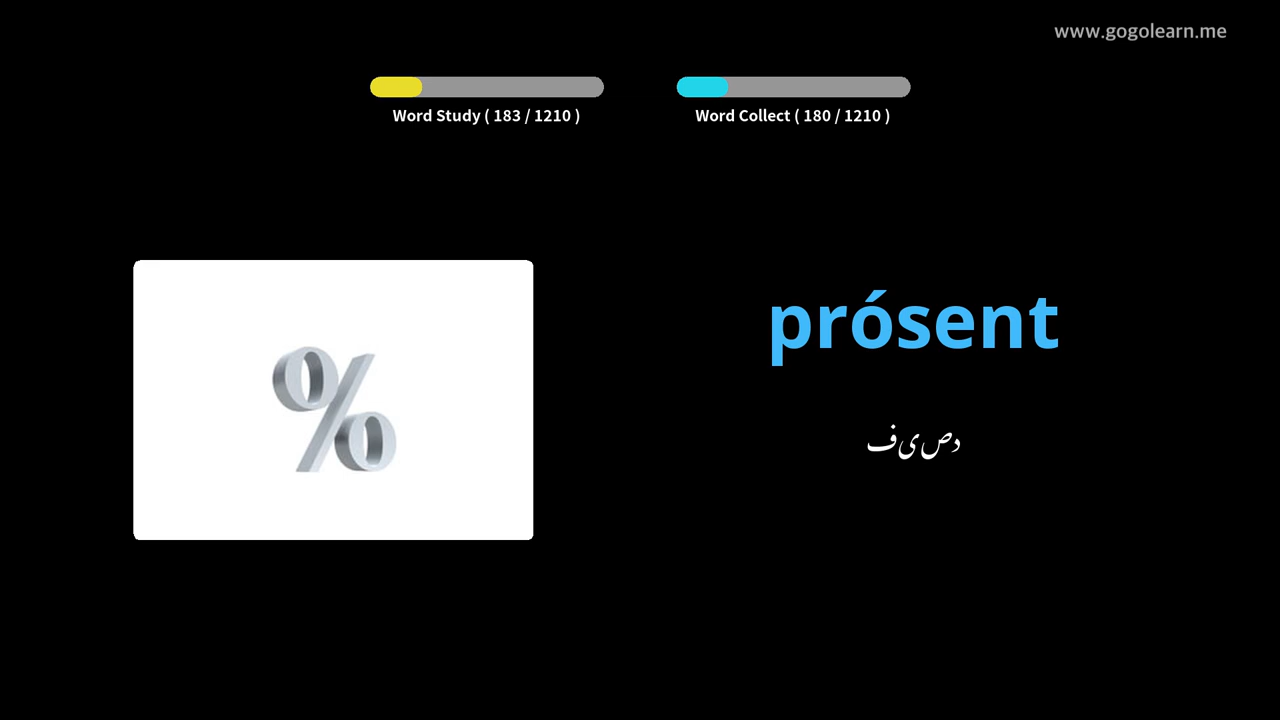 www.gogolearn.me
Word Study ( 183 / 1210 )
Word Collect ( 180 / 1210 )
%
prósent
فیصد